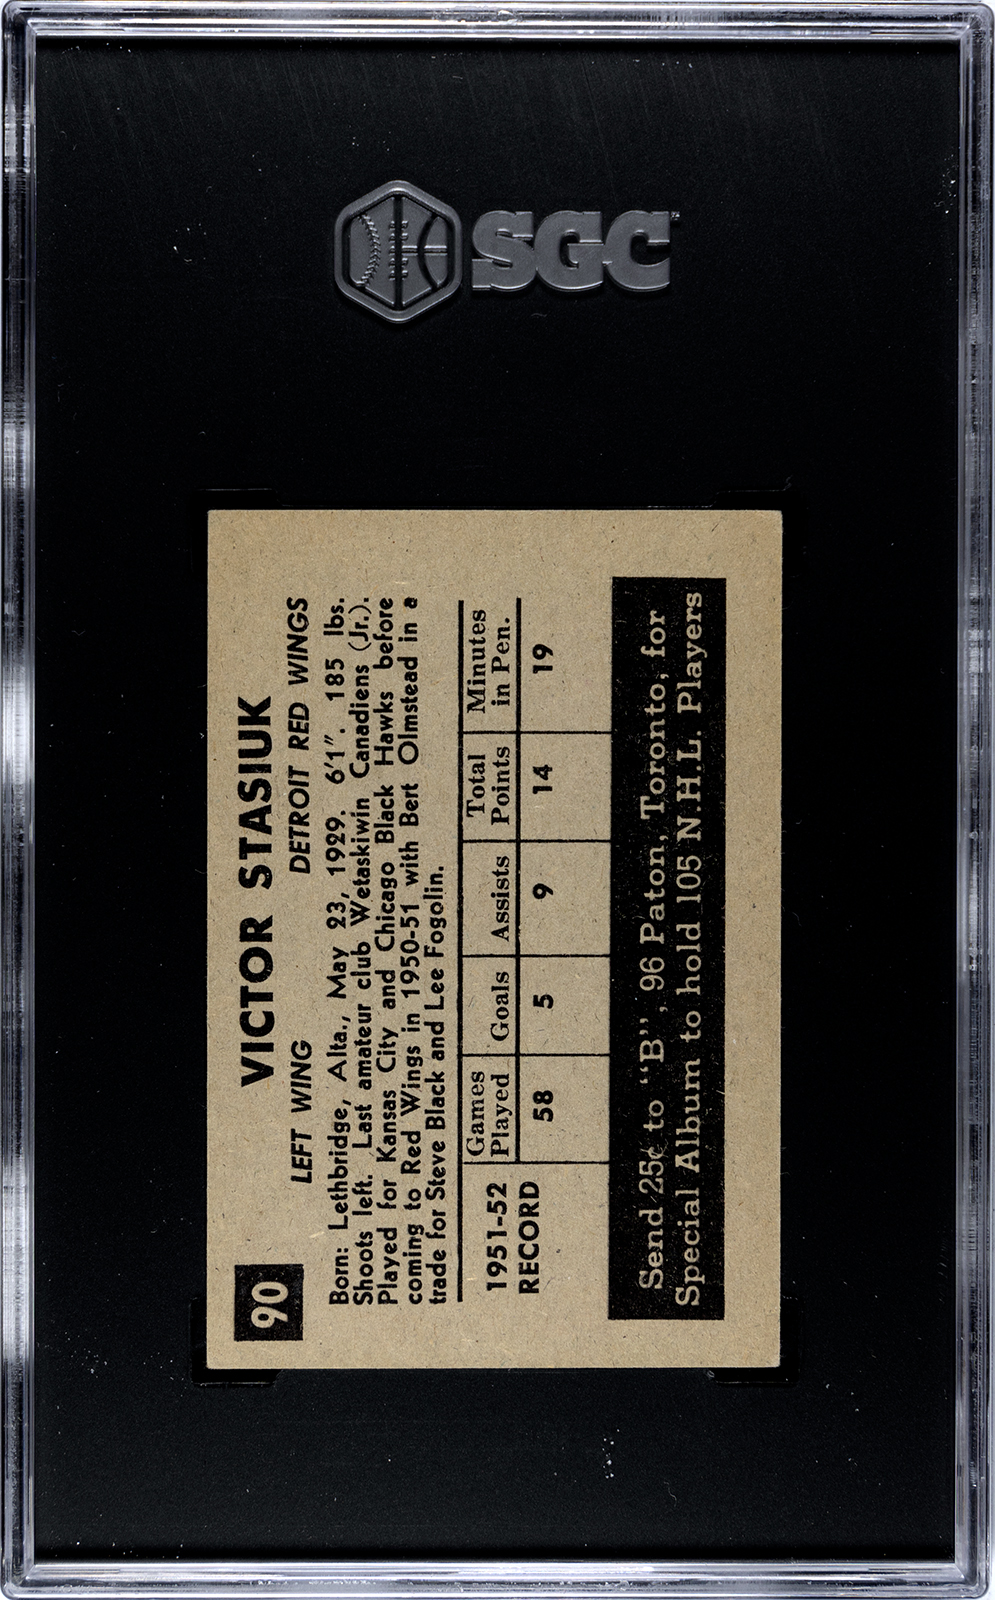 SGC
90
VICTOR STASIUK
LEFT WING DETROIT RED WINGS
Born: Lethbridge, Alta., May 23, 1929. 6'1". 185 lbs.
Shoots left. Last amateur club Wetaskiwin Canadiens (Jr.).
Played for Kansas City and Chicago Black Hawks before
coming to Red Wings in 1950-51 with Bert Olmstead in a
trade for Steve Black and Lee Fogolin.
1951-52 RECORD
Games Played Goals Assists Total Points Minutes in Pen.
58 5 9 14 19
Send 25¢ to "B", 96 Paton, Toronto, for
Special Album to hold 105 N.H.L. Players